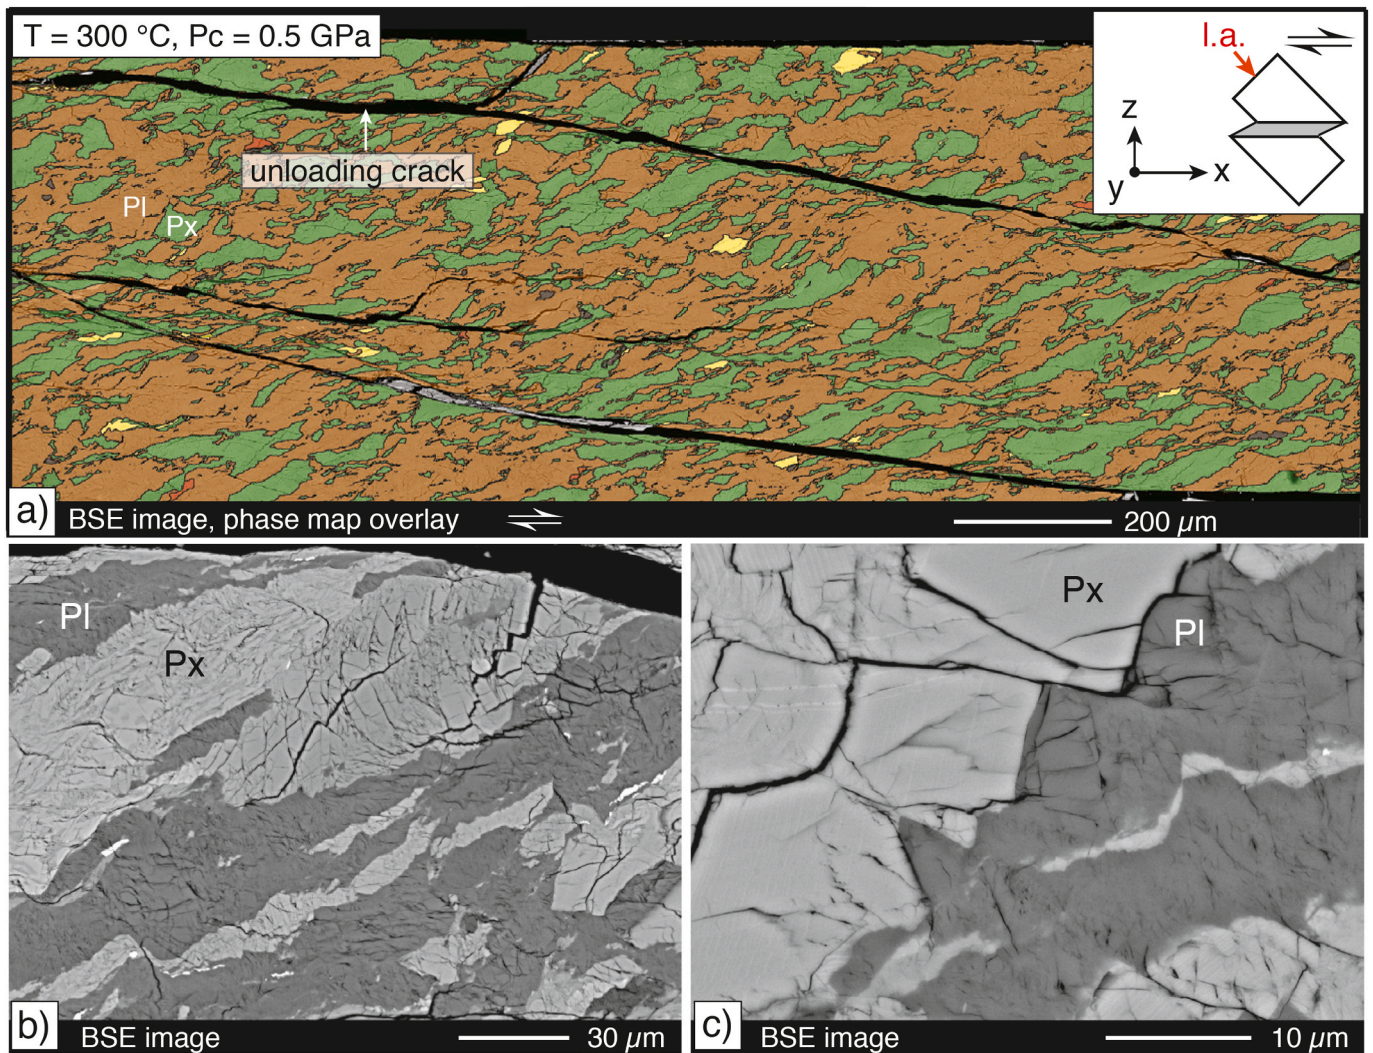 T = 300 °C, Pc = 0.5 GPa
l.a.
z
y
x
unloading crack
Pl
Px
a)
BSE image, phase map overlay
200 µm
Pl
Px
b)
BSE image
30 µm
Px
Pl
c)
BSE image
10 µm